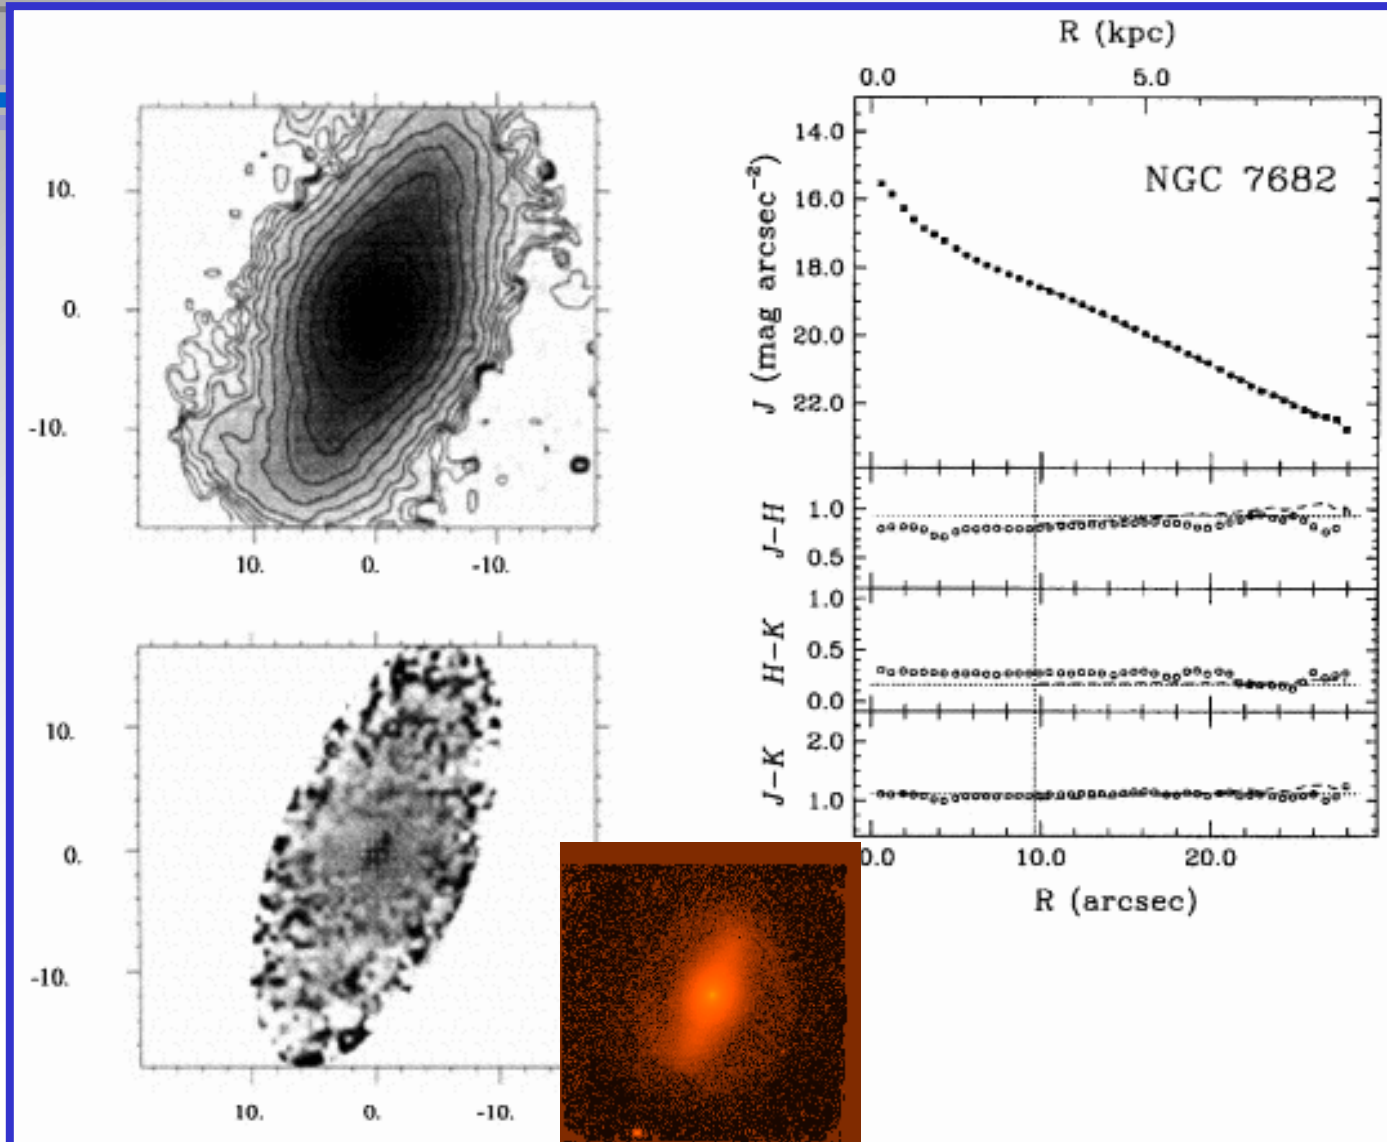 10.
0.
-10.
10. 0. -10.
10.
0.
-10.
10. 0. -10.
R (kpc)
0.0 5.0
NGC 7682
J (mag arcsec⁻²)
14.0
16.0
18.0
20.0
22.0
J-H
1.0
0.5
H-K
1.0
0.5
0.0
J-K
2.0
1.0
0.0 10.0 20.0
R (arcsec)